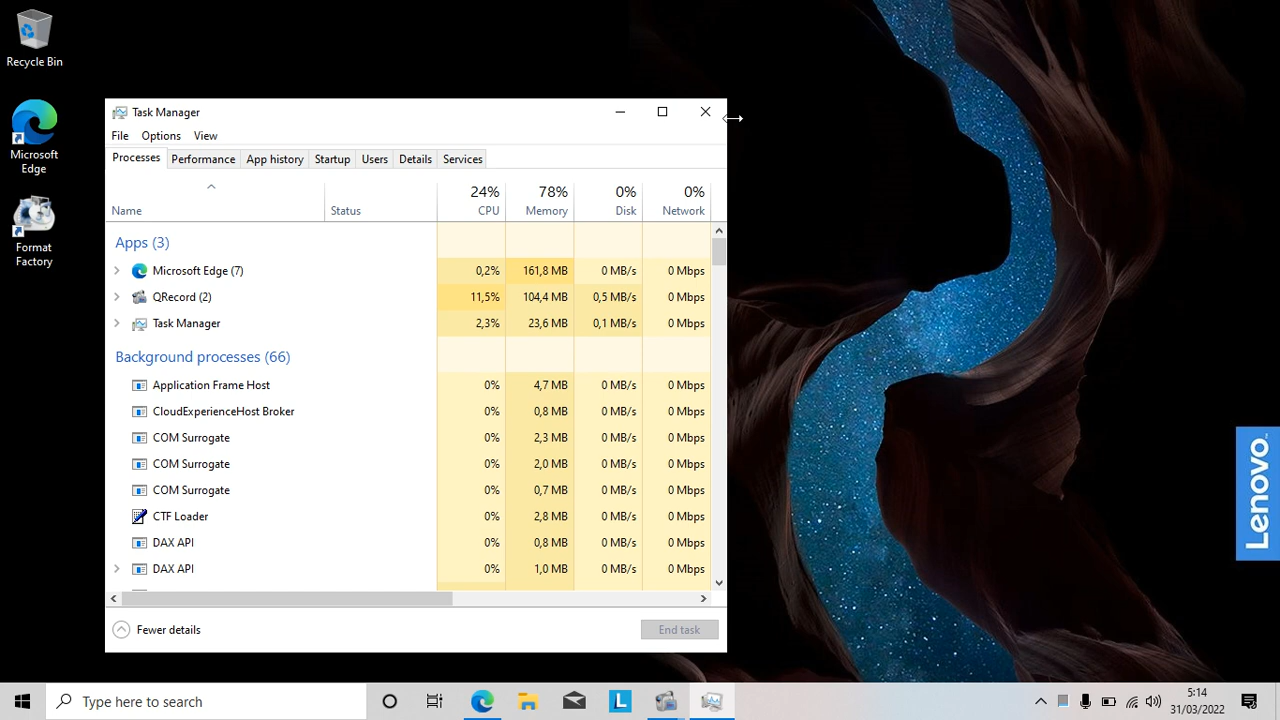 Recycle Bin
Microsoft
Edge
Format
Factory
Task Manager
File Options View
Processes Performance App history Startup Users Details Services
24% 78% 0% 0%
Name Status CPU Memory Disk Network
Apps (3)
Microsoft Edge (7) 0,2% 161,8 MB 0 MB/s 0 Mbps
QRecord (2) 11,5% 104,4 MB 0,5 MB/s 0 Mbps
Task Manager 2,3% 23,6 MB 0,1 MB/s 0 Mbps
Background processes (66)
Application Frame Host 0% 4,7 MB 0 MB/s 0 Mbps
CloudExperienceHost Broker 0% 0,8 MB 0 MB/s 0 Mbps
COM Surrogate 0% 2,3 MB 0 MB/s 0 Mbps
COM Surrogate 0% 2,0 MB 0 MB/s 0 Mbps
COM Surrogate 0% 0,7 MB 0 MB/s 0 Mbps
CTF Loader 0% 2,8 MB 0 MB/s 0 Mbps
DAX API 0% 0,8 MB 0 MB/s 0 Mbps
DAX API 0% 1,0 MB 0 MB/s 0 Mbps
Fewer details End task
Lenovo™
Type here to search
L
5:14
31/03/2022